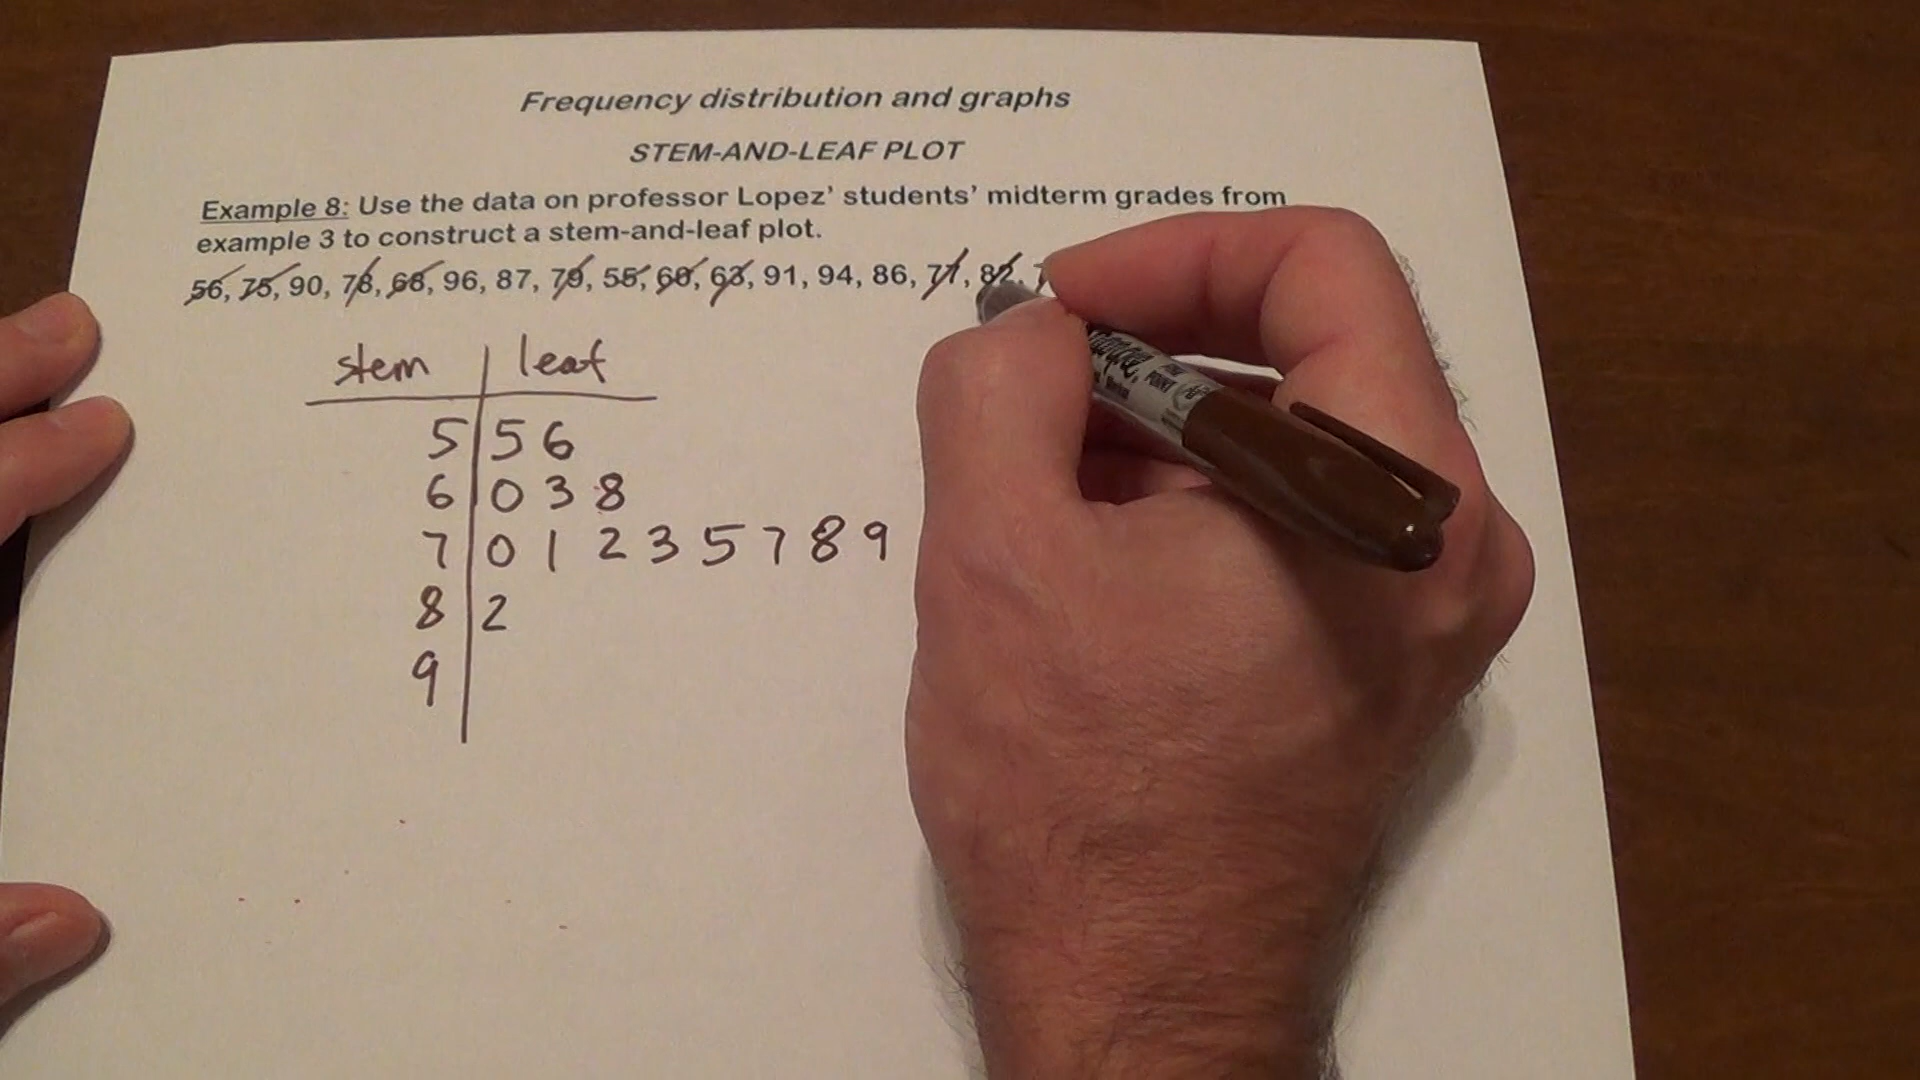 Frequency distribution and graphs
STEM-AND-LEAF PLOT
Example 8: Use the data on professor Lopez' students' midterm grades from
example 3 to construct a stem-and-leaf plot.
56, 75, 90, 78, 68, 96, 87, 79, 55, 60, 63, 91, 94, 86, 71, 82,
stem leaf
5 5 6
6 0 3 8
7 0 1 2 3 5 7 8 9
8 2
9
POINT